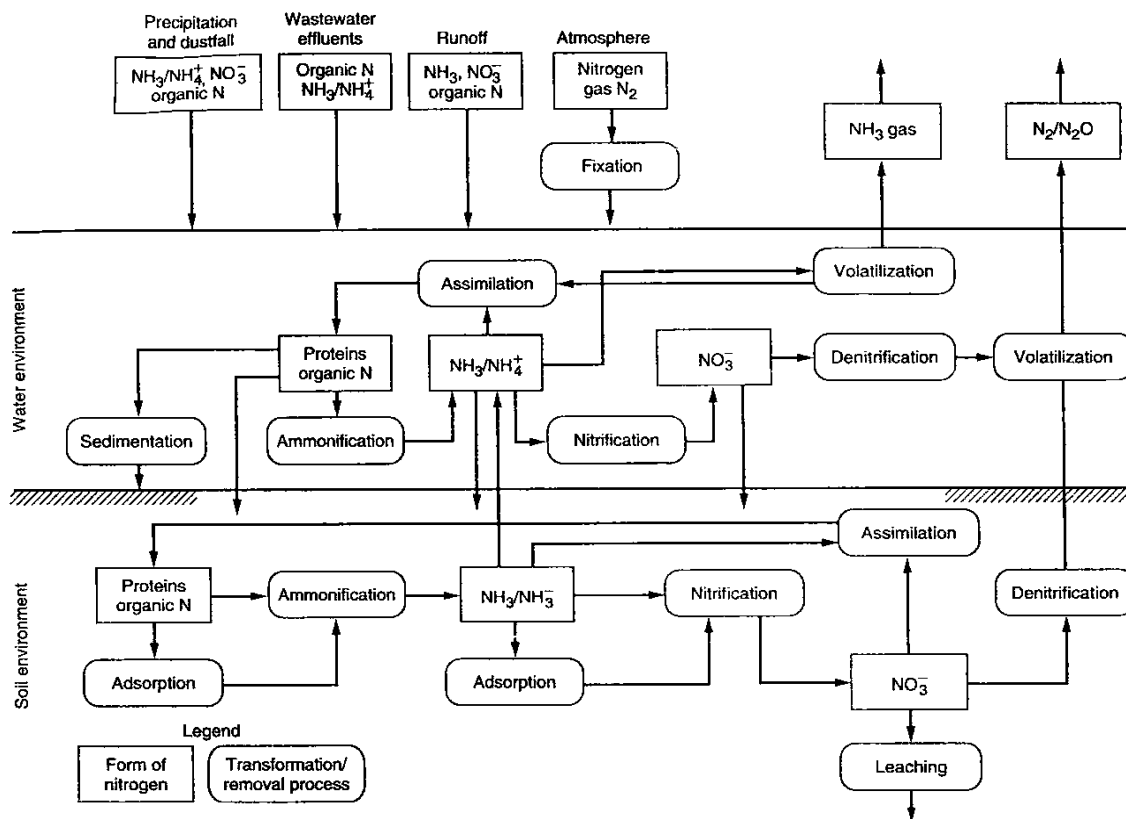 Precipitation
and dustfall
NH₃/NH₄⁺, NO₃⁻
organic N
Wastewater
effluents
Organic N
NH₃/NH₄⁺
Runoff
NH₃, NO₃⁻
organic N
Atmosphere
Nitrogen
gas N₂
Fixation
NH₃ gas
N₂/N₂O
Water environment
Assimilation
Volatilization
Proteins
organic N
NH₃/NH₄⁺
NO₃⁻
Denitrification
Volatilization
Sedimentation
Ammonification
Nitrification
Soil environment
Assimilation
Proteins
organic N
Ammonification
NH₃/NH₃⁻
Nitrification
Denitrification
Adsorption
Adsorption
NO₃⁻
Leaching
Legend
Form of
nitrogen
Transformation/
removal process